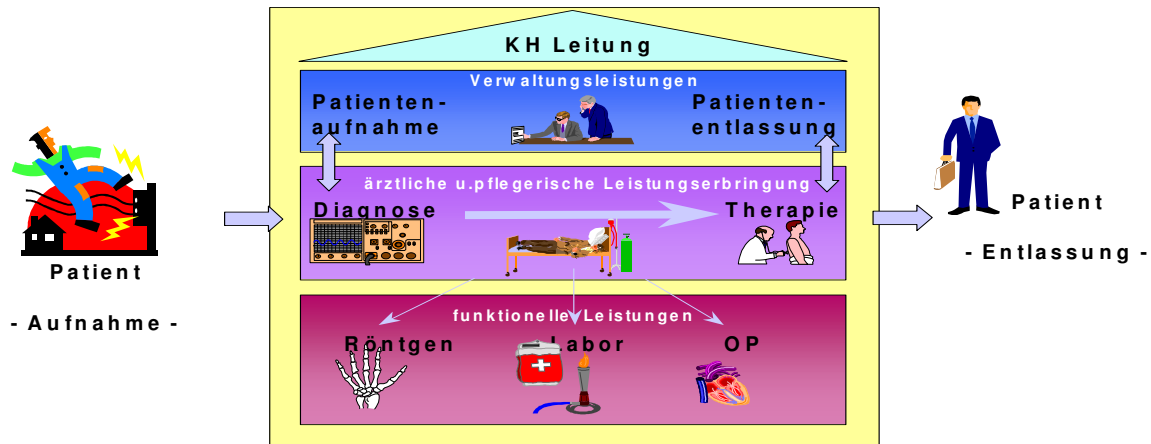 KH Leitung
Verwaltungsleistungen
Patienten-
aufnahme
Patienten-
entlassung
ärztliche u.pflegerische Leistungserbringung
Diagnose
Therapie
funktionelle Leistungen
Röntgen
Labor
OP
Patient
- Aufnahme -
Patient
- Entlassung -